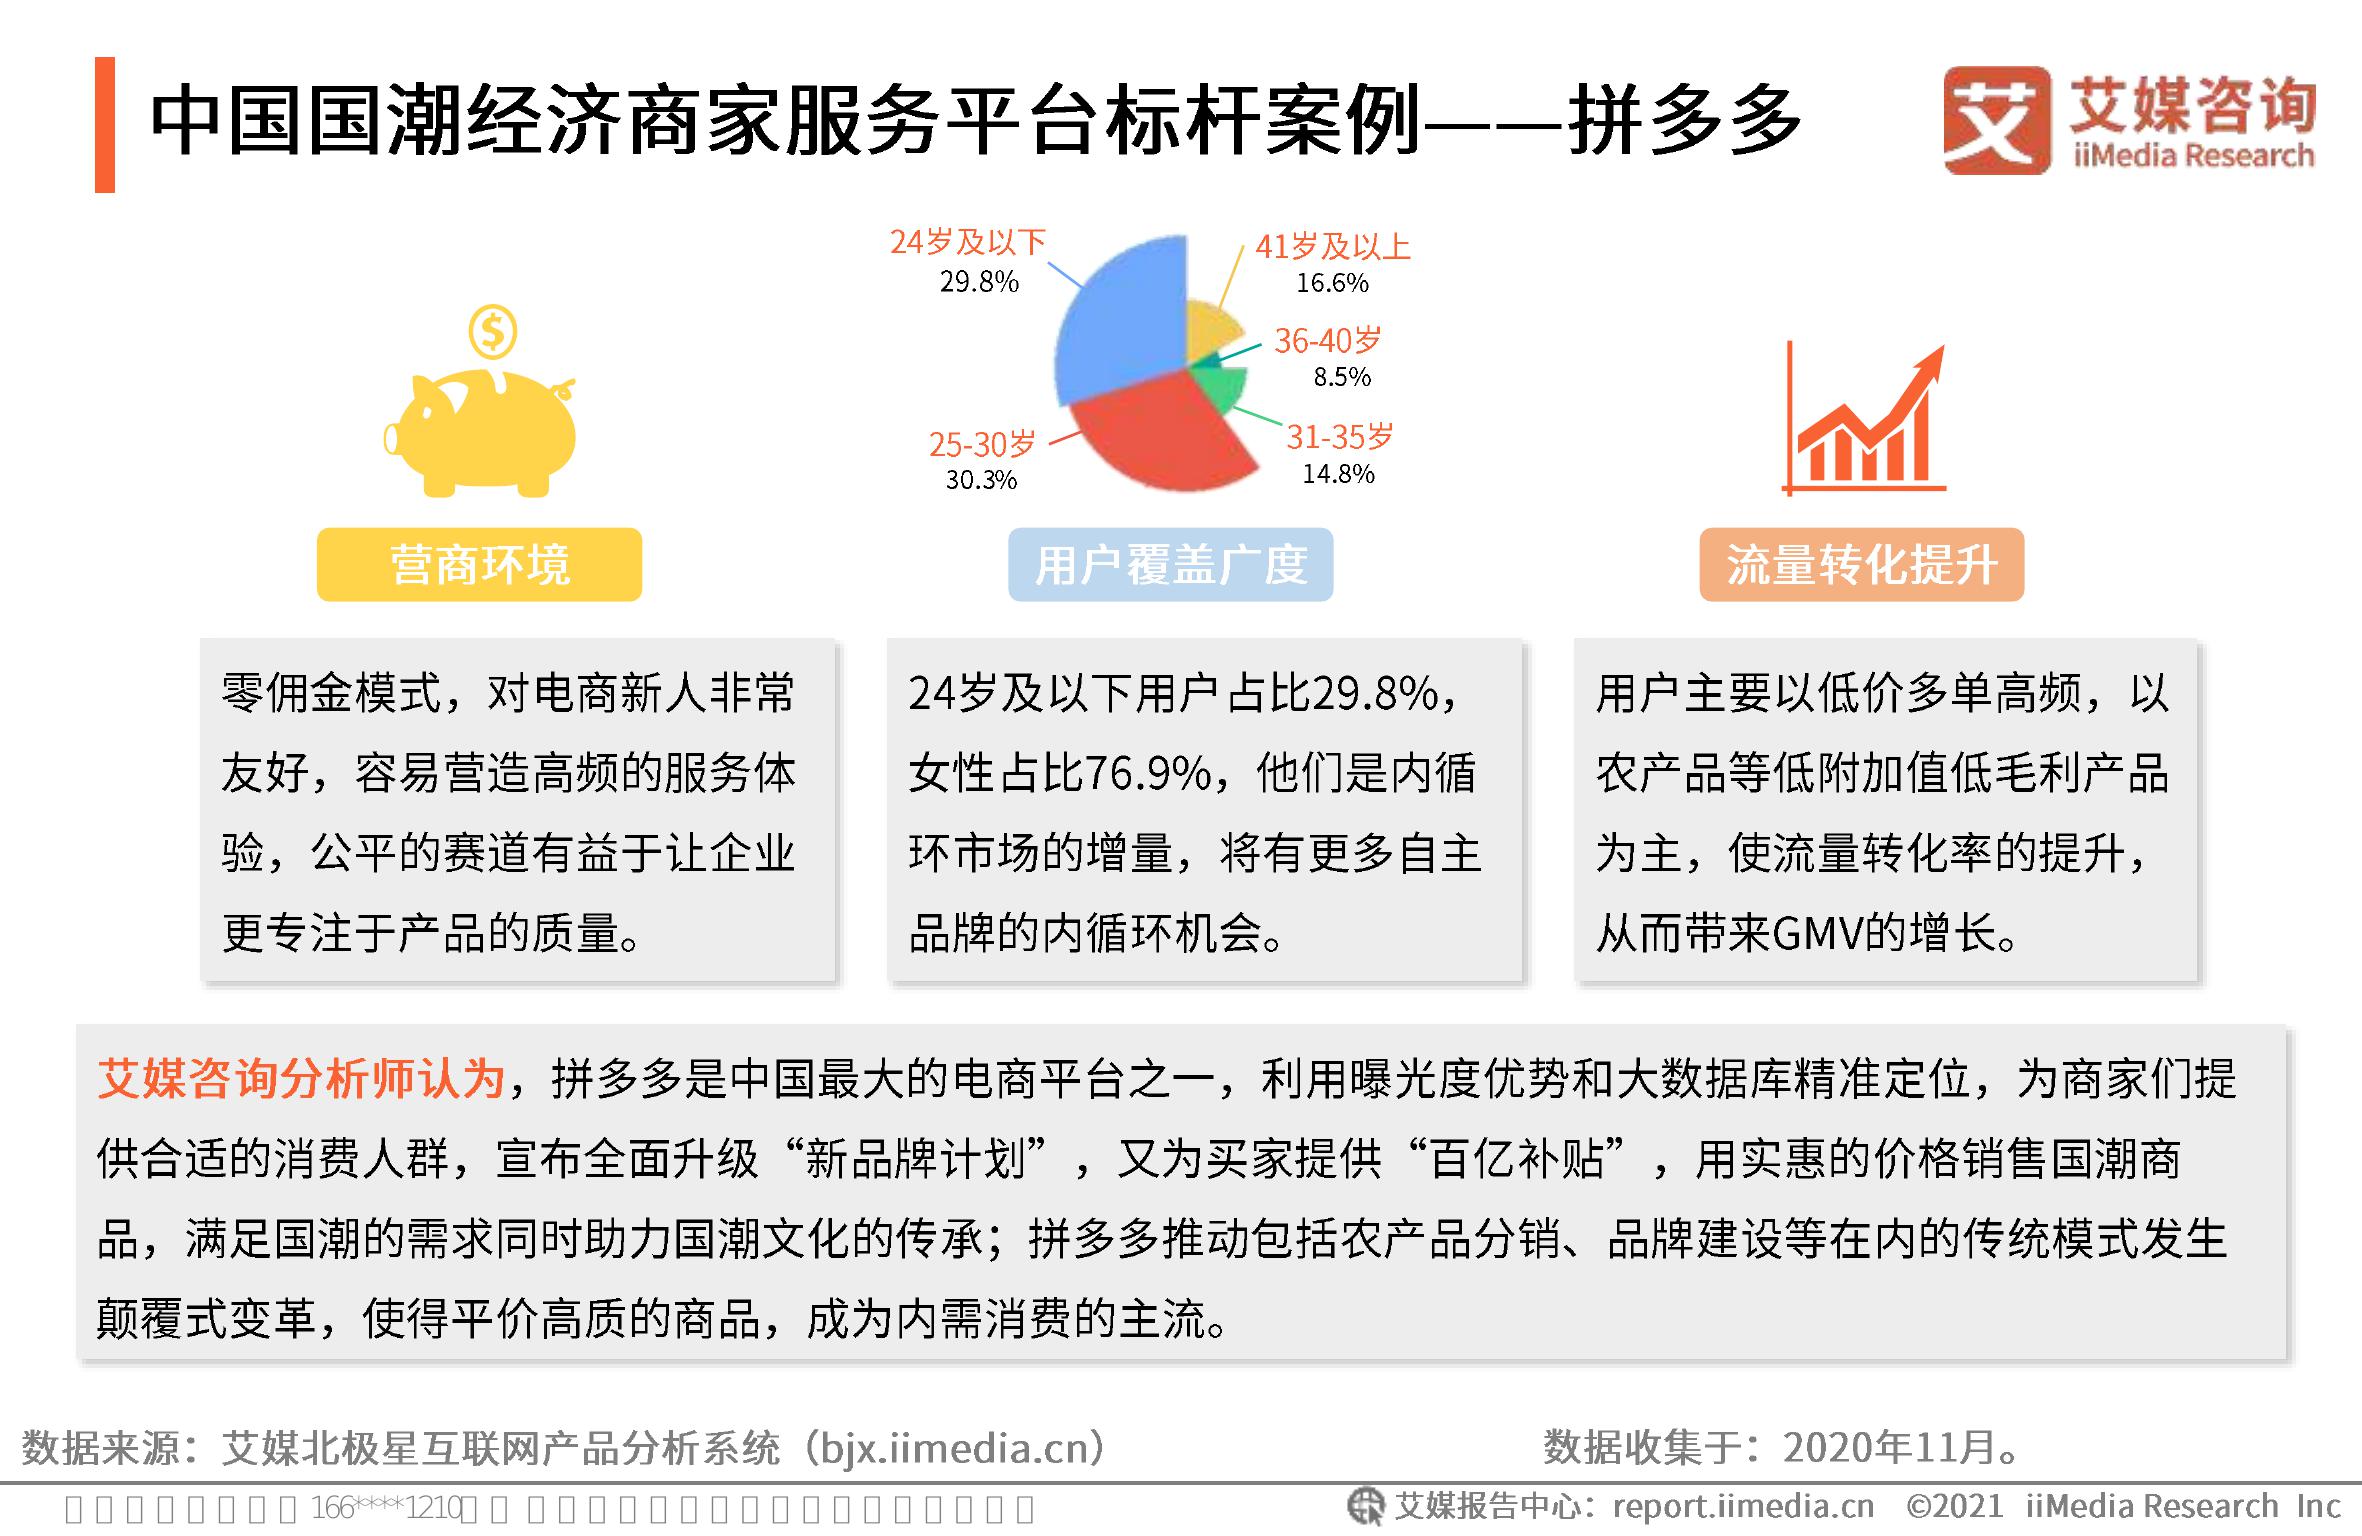 中国国潮经济商家服务平台标杆案例——拼多多
艾 艾媒咨询
iiMedia Research
24岁及以下
29.8%
41岁及以上
16.6%
36-40岁
8.5%
25-30岁
30.3%
31-35岁
14.8%
$
营商环境
用户覆盖广度
流量转化提升
零佣金模式，对电商新人非常
友好，容易营造高频的服务体
验，公平的赛道有益于让企业
更专注于产品的质量。
24岁及以下用户占比29.8%，
女性占比76.9%，他们是内循
环市场的增量，将有更多自主
品牌的内循环机会。
用户主要以低价多单高频，以
农产品等低附加值低毛利产品
为主，使流量转化率的提升，
从而带来GMV的增长。
艾媒咨询分析师认为，拼多多是中国最大的电商平台之一，利用曝光度优势和大数据库精准定位，为商家们提
供合适的消费人群，宣布全面升级“新品牌计划”，又为买家提供“百亿补贴”，用实惠的价格销售国潮商
品，满足国潮的需求同时助力国潮文化的传承；拼多多推动包括农产品分销、品牌建设等在内的传统模式发生
颠覆式变革，使得平价高质的商品，成为内需消费的主流。
数据来源：艾媒北极星互联网产品分析系统（bjx.iimedia.cn）
数据收集于：2020年11月。
166****1210
艾媒报告中心：report.iimedia.cn ©2021 iiMedia Research Inc